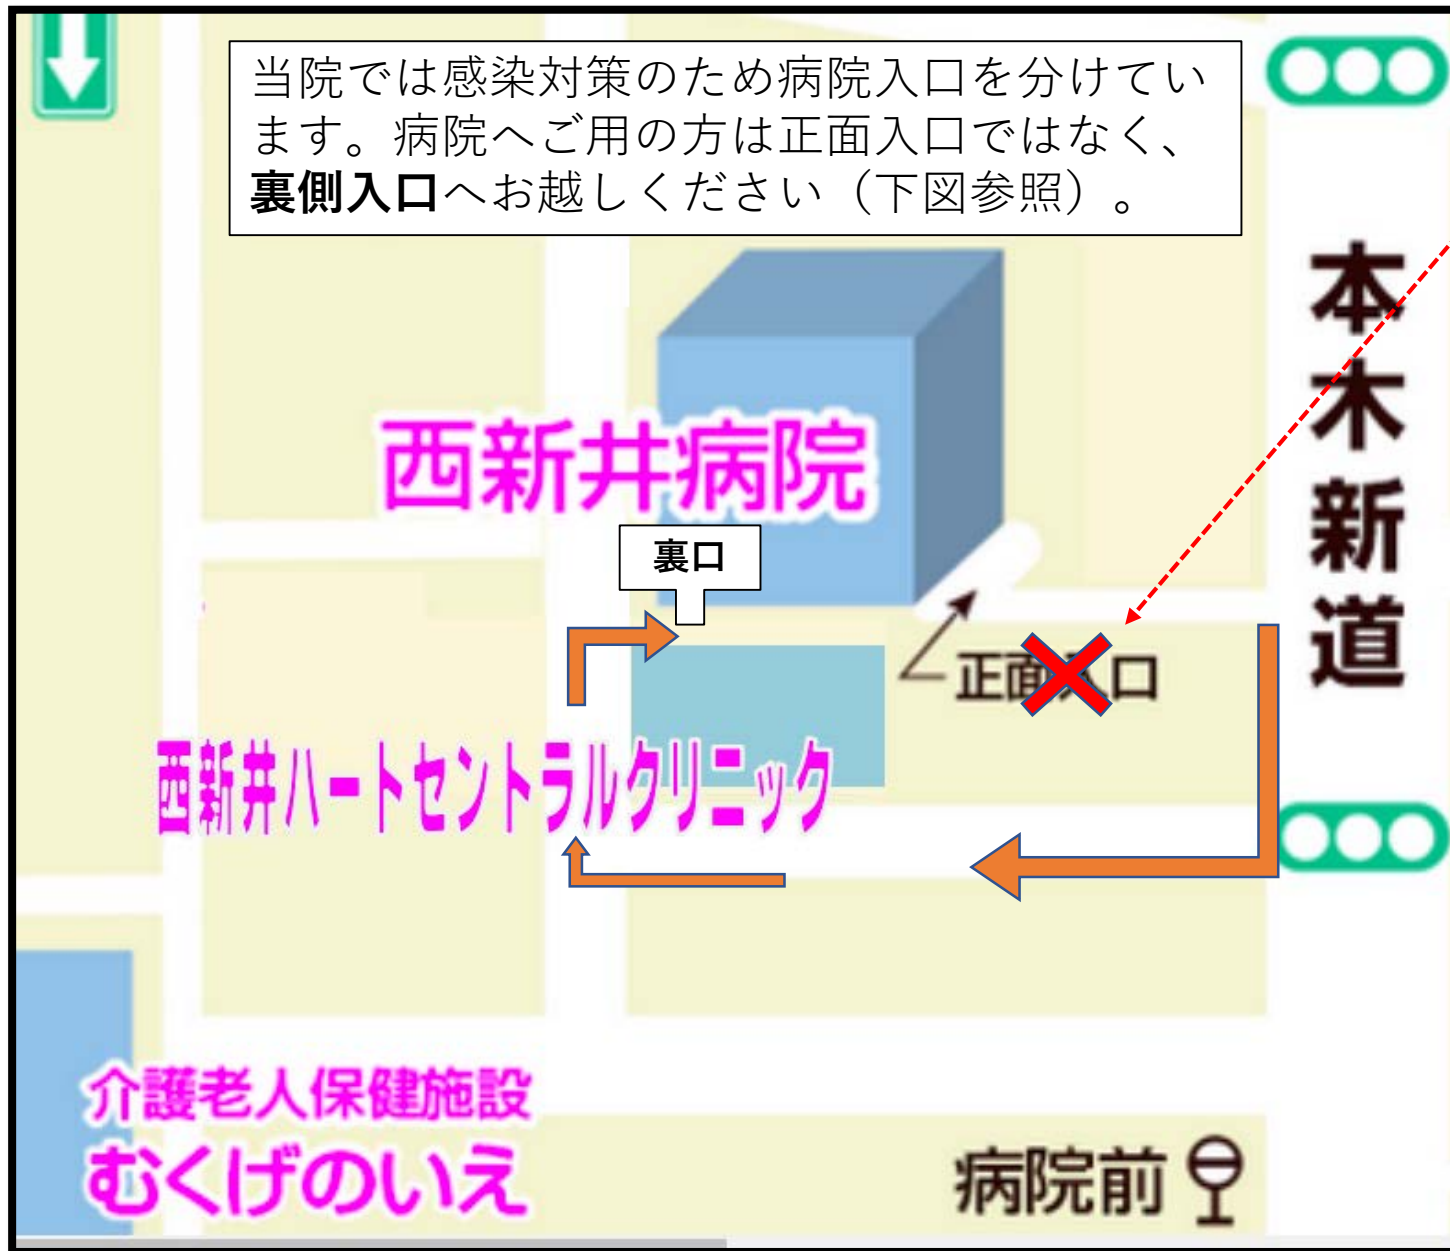 当院では感染対策のため病院入口を分けてい
ます。病院へご用の方は正面入口ではなく、
裏側入口へお越しください（下図参照）。
本木新道
西新井病院
裏口
正面入口
西新井ハートセントラルクリニック
介護老人保健施設
むくげのいえ
病院前